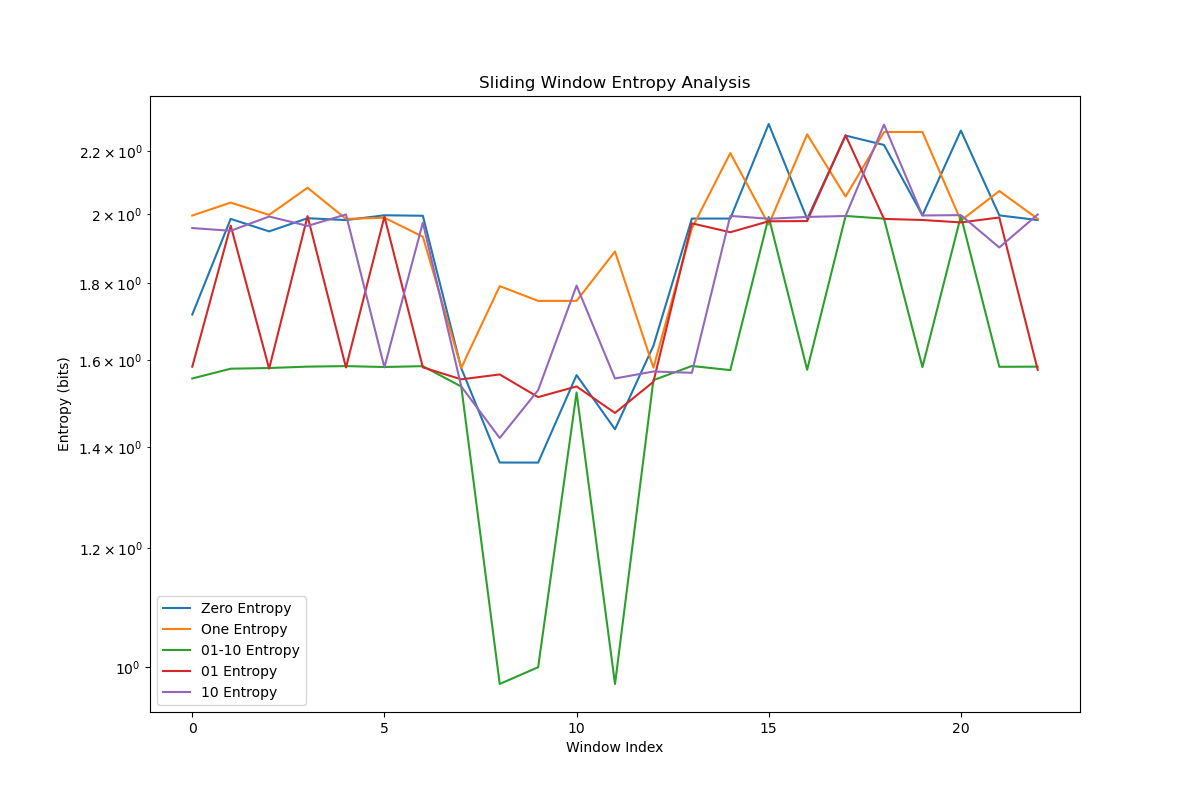 Sliding Window Entropy Analysis
2.2 × 10⁰
2 × 10⁰
1.8 × 10⁰
1.6 × 10⁰
1.4 × 10⁰
1.2 × 10⁰
10⁰
Entropy (bits)
Zero Entropy
One Entropy
01-10 Entropy
01 Entropy
10 Entropy
0 5 10 15 20
Window Index